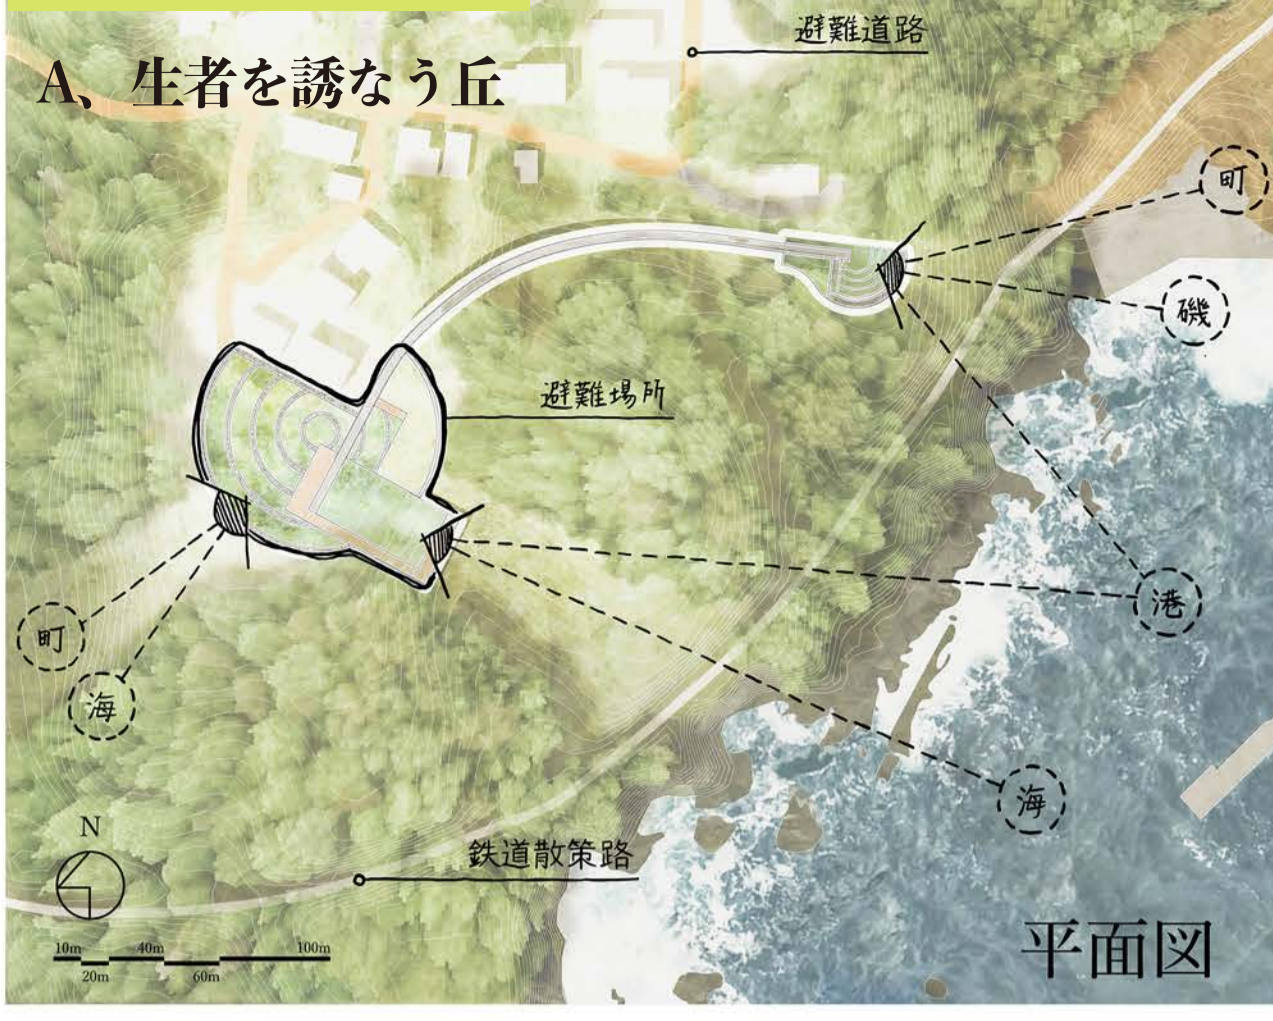 避難道路
A、生者を誘なう丘
町
磯
避難場所
港
町
海
海
N
鉄道散策路
10m 40m 100m
20m 60m
平面図